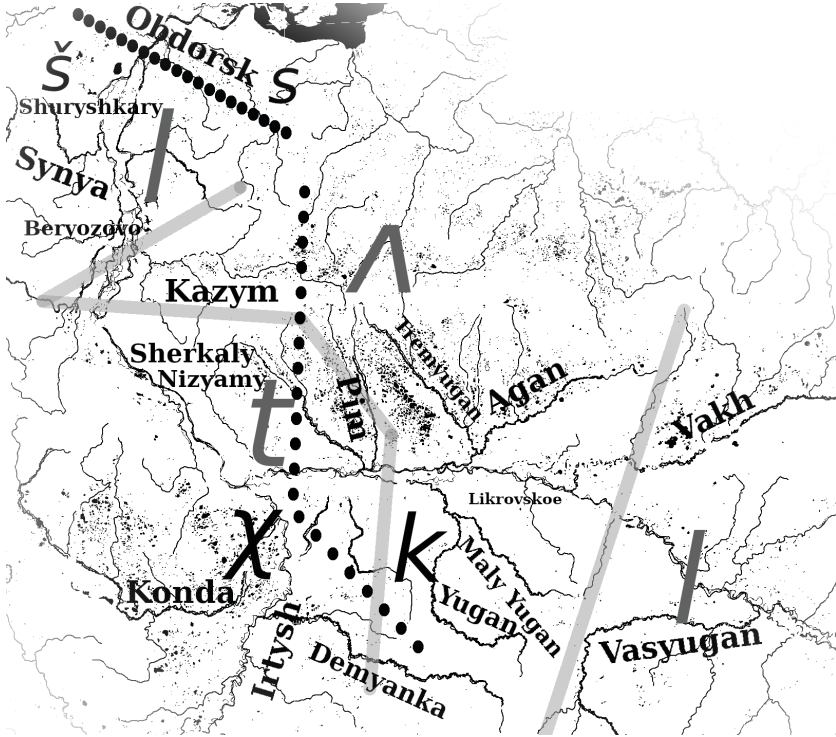 Obdorsk
š
s
Shuryshkary
l
Synya
Beryozovo
ʌ
Kazym
Sherkaly
Nizyamy
Pim
Tremyugan
Agan
Vakh
t
Likrovskoe
χ
k
l
Konda
Maly Yugan
Yugan
Irtysh
Demyanka
Vasyugan